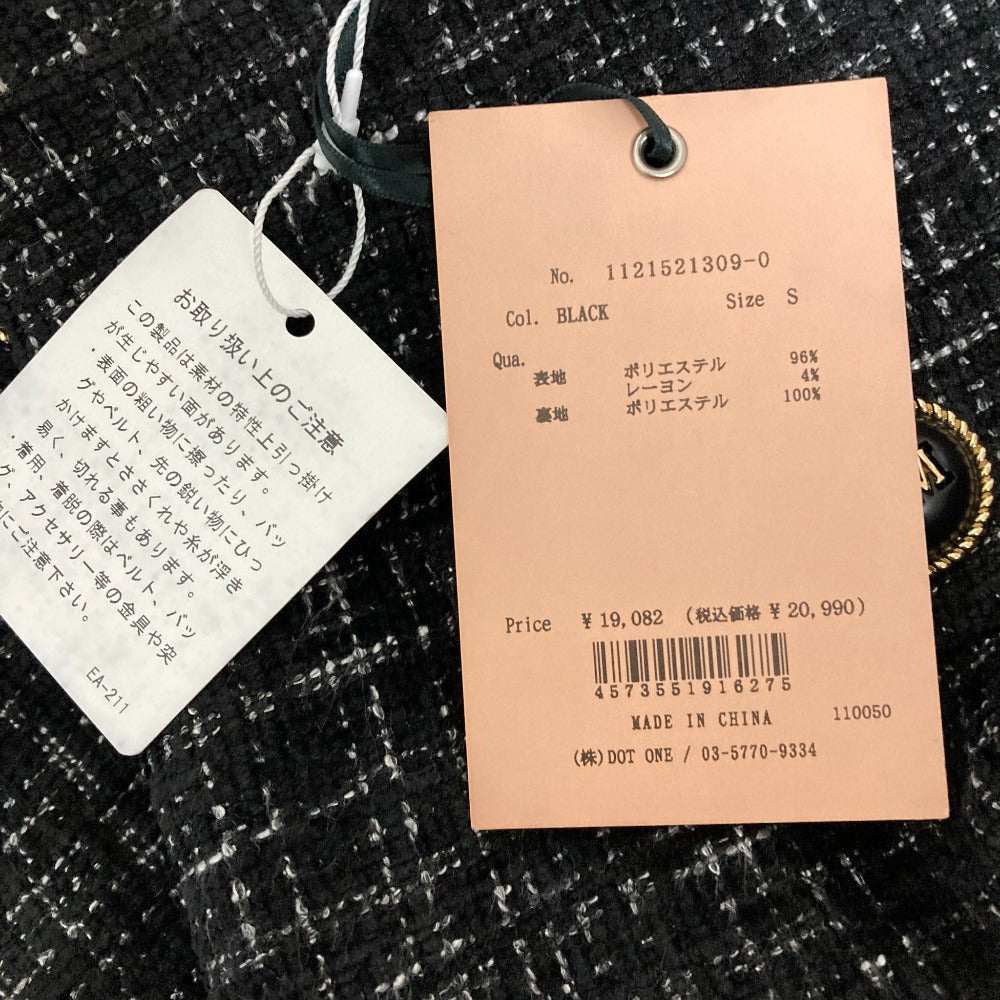 お取り扱い上のご注意
この製品は素材の特性上引っ掛け
が生じやすい面があります。
・表面の粗い物に擦ったり、バッ
グやベルト、先の鋭い物にひっ
かけますとささくれや糸が浮き
易く、切れる事もあります。
・着用、着脱の際はベルト、バッ
グ、アクセサリー等の金具や突
にご注意下さい。
EA-211
No. 1121521309-0
Col. BLACK Size S
Qua.
表地 ポリエステル 96%
レーヨン 4%
裏地 ポリエステル 100%
Price ¥19,082 (税込価格 ¥20,990)
4573551916275
MADE IN CHINA 110050
(株)DOT ONE / 03-5770-9334
M